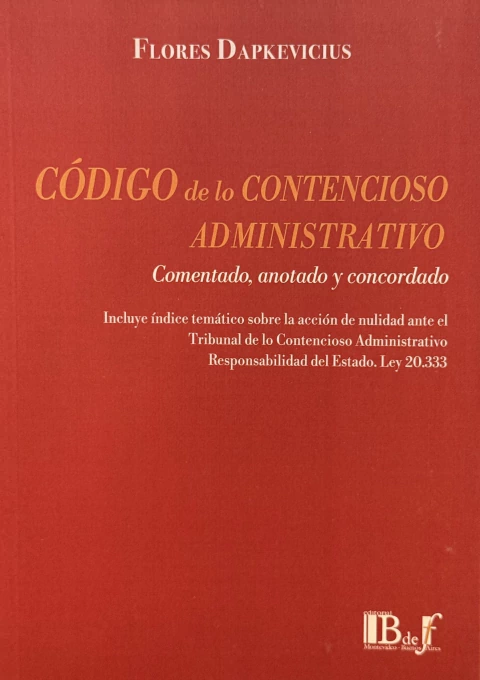 FLORES DAPKEVICIUS
CÓDIGO de lo CONTENCIOSO
ADMINISTRATIVO
Comentado, anotado y concordado
Incluye índice temático sobre la acción de nulidad ante el
Tribunal de lo Contencioso Administrativo
Responsabilidad del Estado. Ley 20.333
editorial
B de f
Montevideo - Buenos Aires